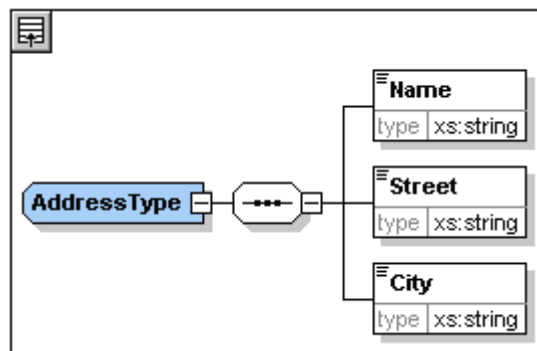 Name
type xs:string
AddressType
Street
type xs:string
City
type xs:string